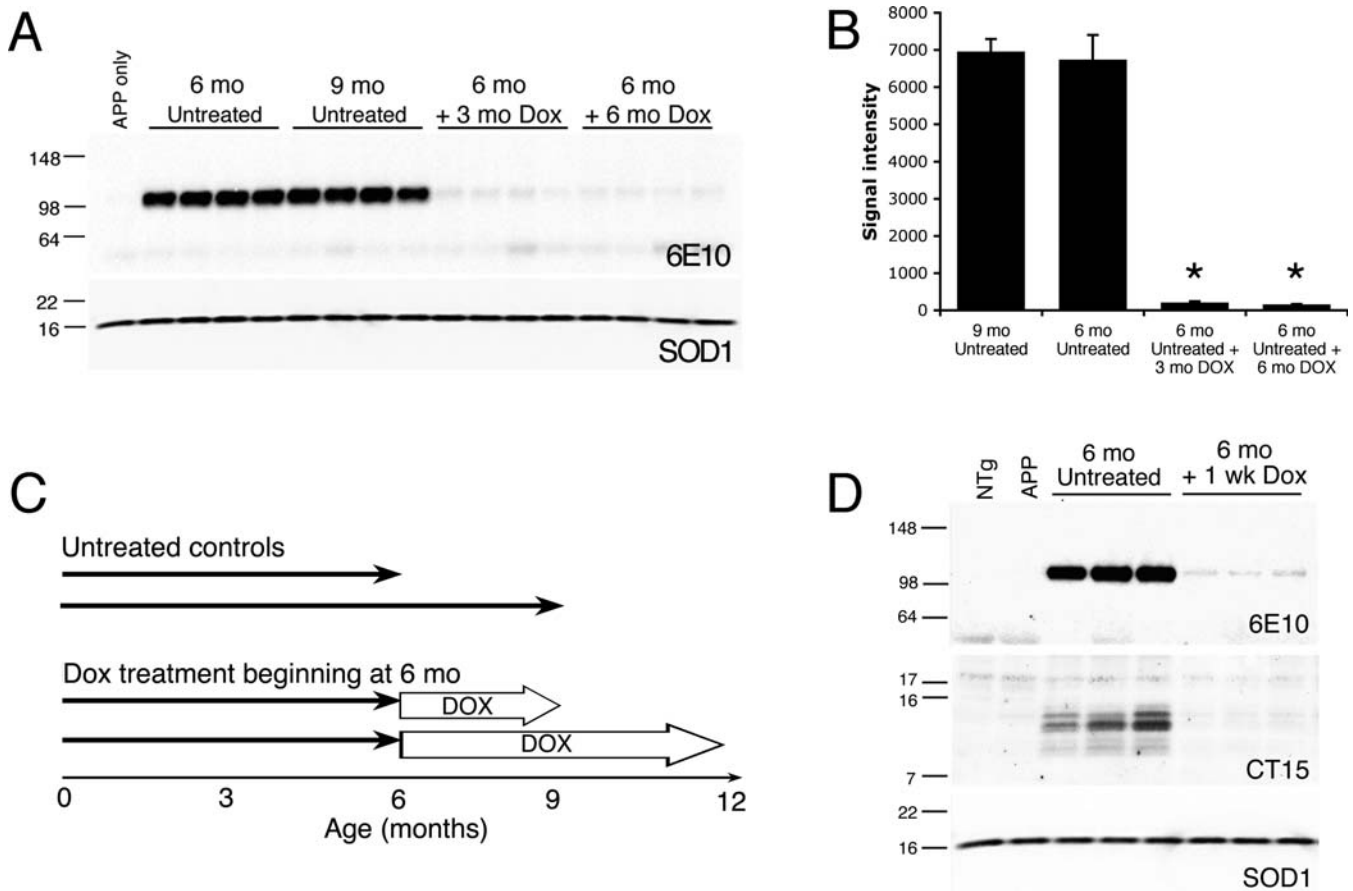 A
APP only
6 mo
Untreated
9 mo
Untreated
6 mo
+ 3 mo Dox
6 mo
+ 6 mo Dox
148
98
64
6E10
22
16
SOD1
B
Signal intensity
8000
7000
6000
5000
4000
3000
2000
1000
0
*
*
9 mo
Untreated
6 mo
Untreated
6 mo
Untreated +
3 mo DOX
6 mo
Untreated +
6 mo DOX
C
Untreated controls
Dox treatment beginning at 6 mo
DOX
DOX
0 3 6 9 12
Age (months)
D
NTg
APP
6 mo
Untreated
6 mo
+ 1 wk Dox
148
98
64
6E10
17
16
7
CT15
22
16
SOD1